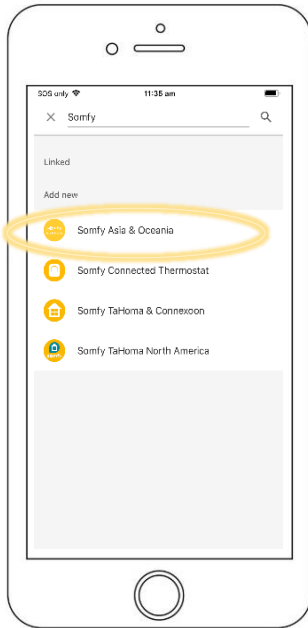 SOS only
11:35 am
Somfy
Linked
Add new
Somfy Asia & Oceania
Somfy Connected Thermostat
Somfy TaHoma & Connexoon
Somfy TaHoma North America
somfy